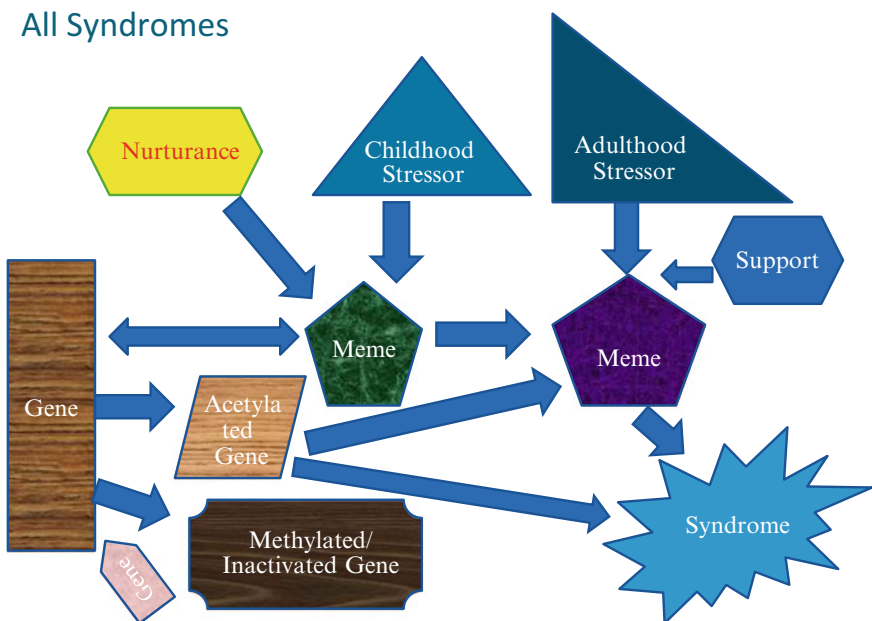 All Syndromes
Nurturance
Childhood
Stressor
Adulthood
Stressor
Support
Meme
Meme
Gene
Acetyla
ted
Gene
Syndrome
Methylated/
Inactivated Gene
Gene